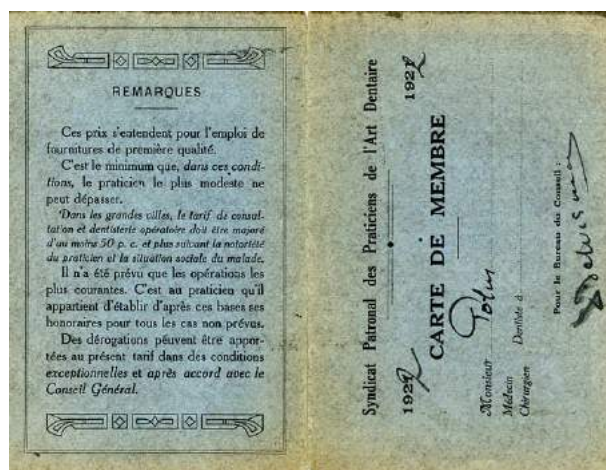 REMARQUES
Ces prix s'entendent pour l'emploi de
fournitures de première qualité.
C'est le minimum que, dans ces condi-
tions, le praticien le plus modeste ne
peut dépasser.
Dans les grandes villes, le tarif de consul-
tation et dentisterie opératoire doit être majoré
d'au moins 50 p. c. et plus suivant la notoriété
du praticien et la situation sociale du malade.
Il n'a été prévu que les opérations les
plus courantes. C'est au praticien qu'il
appartient d'établir d'après ces bases ses
honoraires pour tous les cas non prévus.
Des dérogations peuvent être appor-
tées au présent tarif dans des conditions
exceptionnelles et après accord avec le
Conseil Général.
Syndicat Patronal des Praticiens de l'Art Dentaire
192 192
CARTE DE MEMBRE
Monsieur
Médecin
Chirurgien Dentiste à
Pour le Bureau du Conseil :